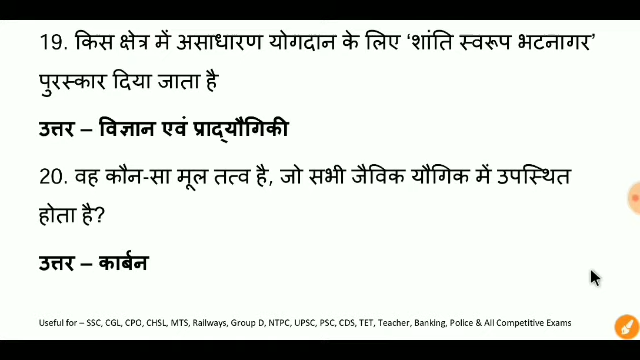 19. किस क्षेत्र में असाधारण योगदान के लिए ‘शांति स्वरूप भटनागर’
पुरस्कार दिया जाता है
उत्तर – विज्ञान एवं प्राद्यौगिकी
20. वह कौन-सा मूल तत्व है, जो सभी जैविक यौगिक में उपस्थित
होता है?
उत्तर – कार्बन
Useful for – SSC, CGL, CPO, CHSL, MTS, Railways, Group D, NTPC, UPSC, PSC, CDS, TET, Teacher, Banking, Police & All Competitive Exams